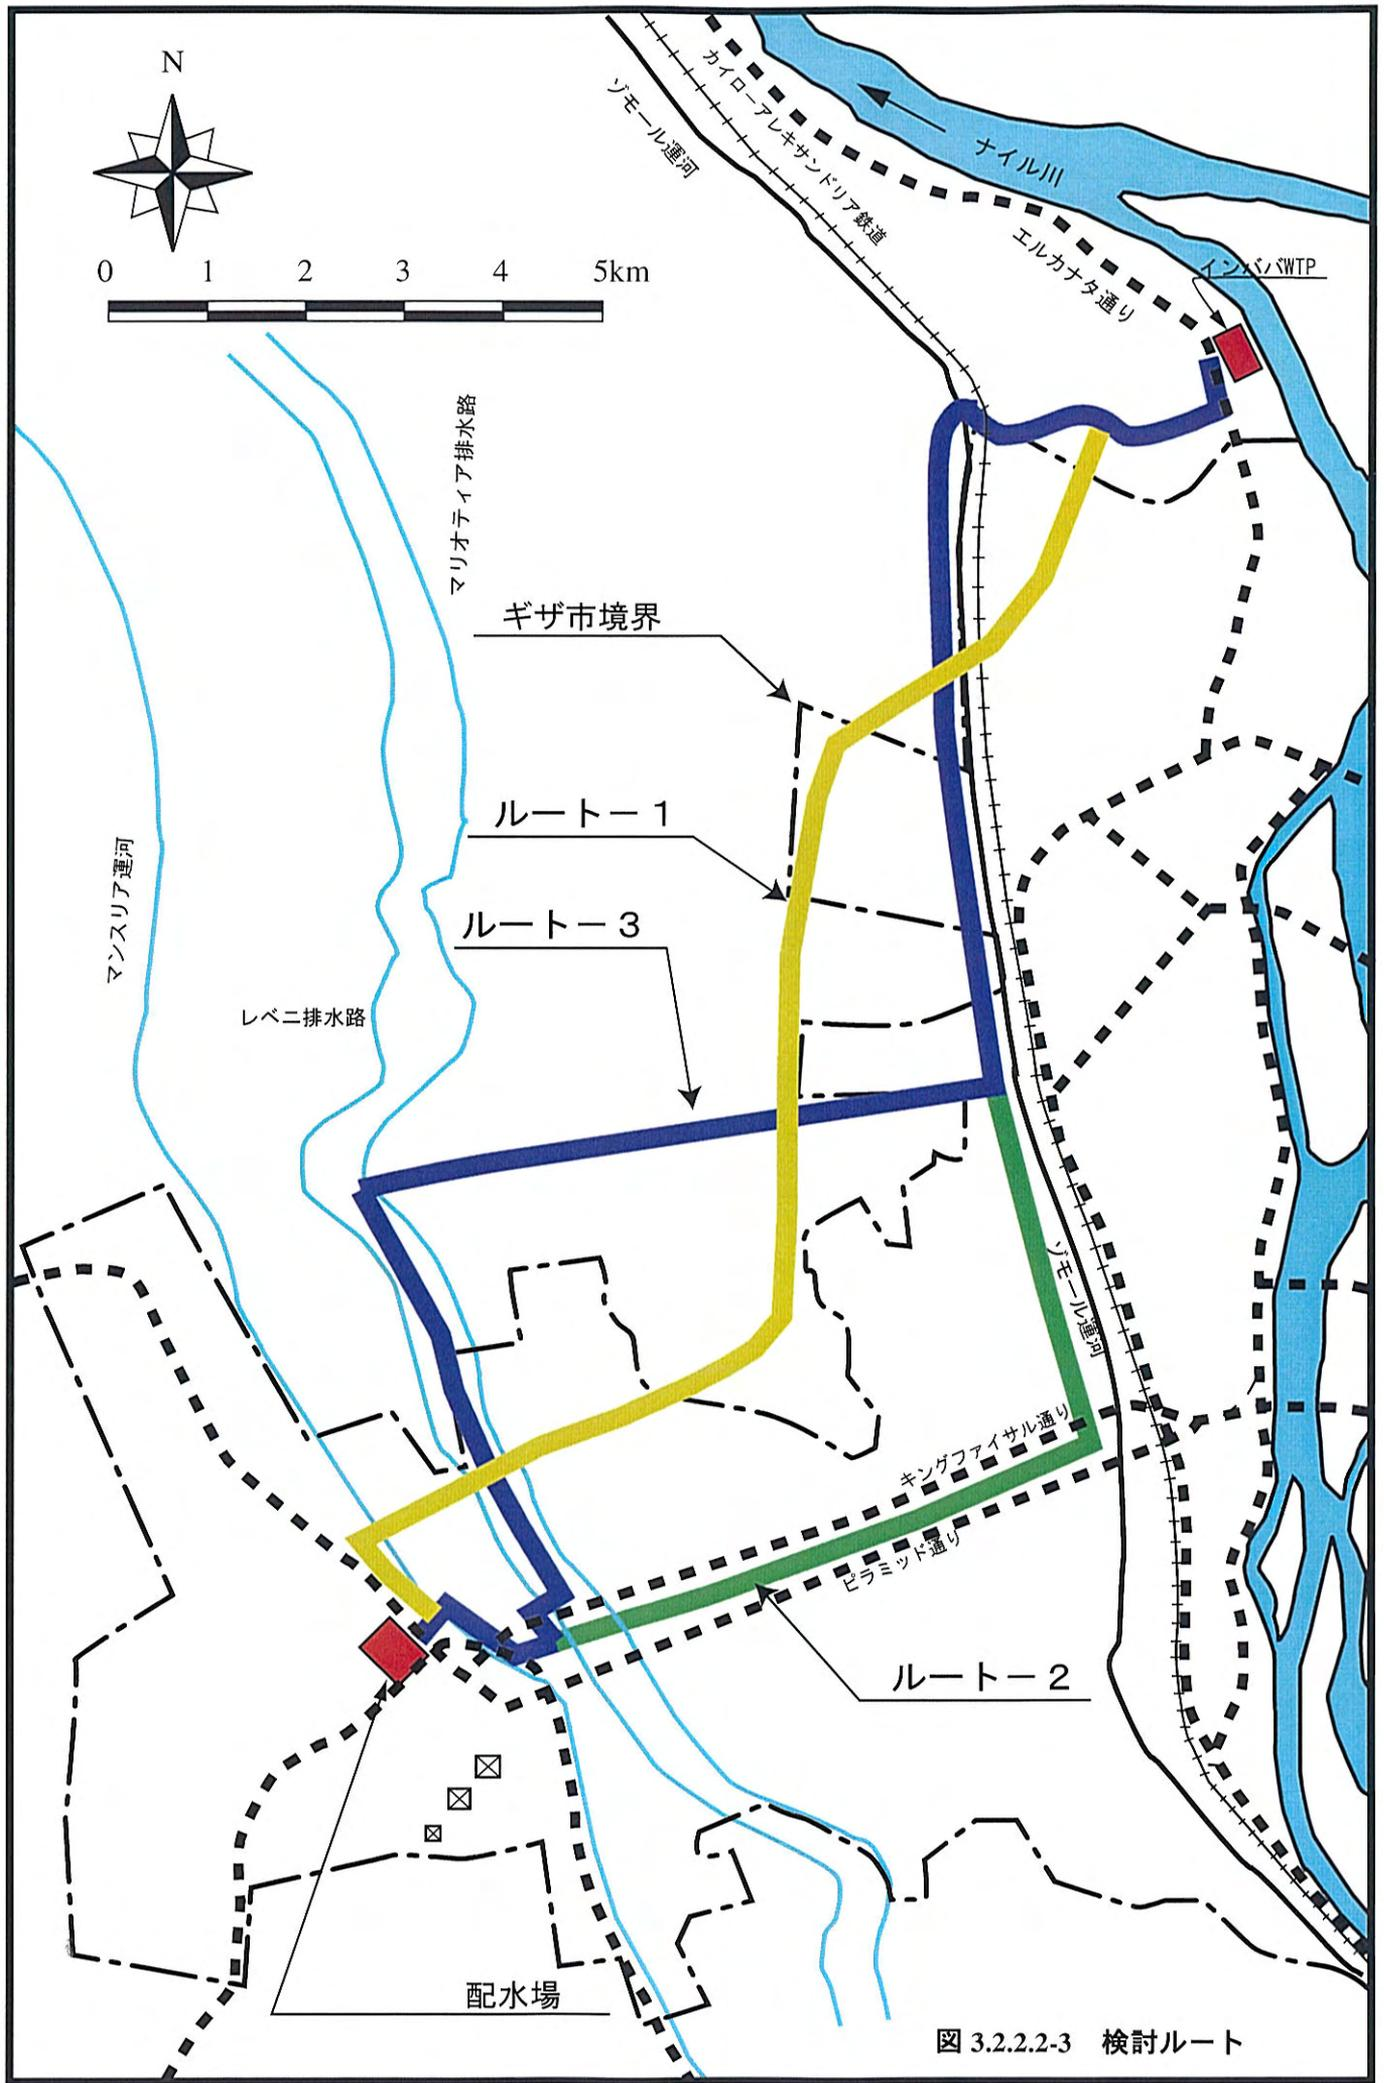 N
0 1 2 3 4 5km
カイローアレキサンドリア鉄道
ゾモール運河
ナイル川
エルカナタ通り
インババWTP
マリオティア排水路
ギザ市境界
ルートー1
マンスリア運河
ルートー3
レベニ排水路
ゾモール運河
キングファイサル通り
ピラミッド通り
ルートー2
配水場
図 3.2.2.2-3 検討ルート